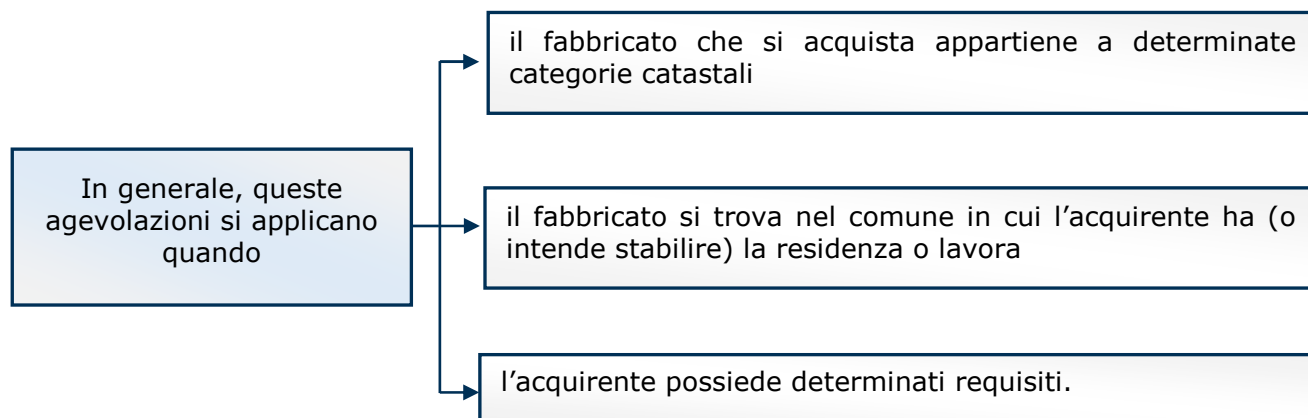 il fabbricato che si acquista appartiene a determinate
categorie catastali
In generale, queste
agevolazioni si applicano
quando
il fabbricato si trova nel comune in cui l’acquirente ha (o
intende stabilire) la residenza o lavora
l’acquirente possiede determinati requisiti.